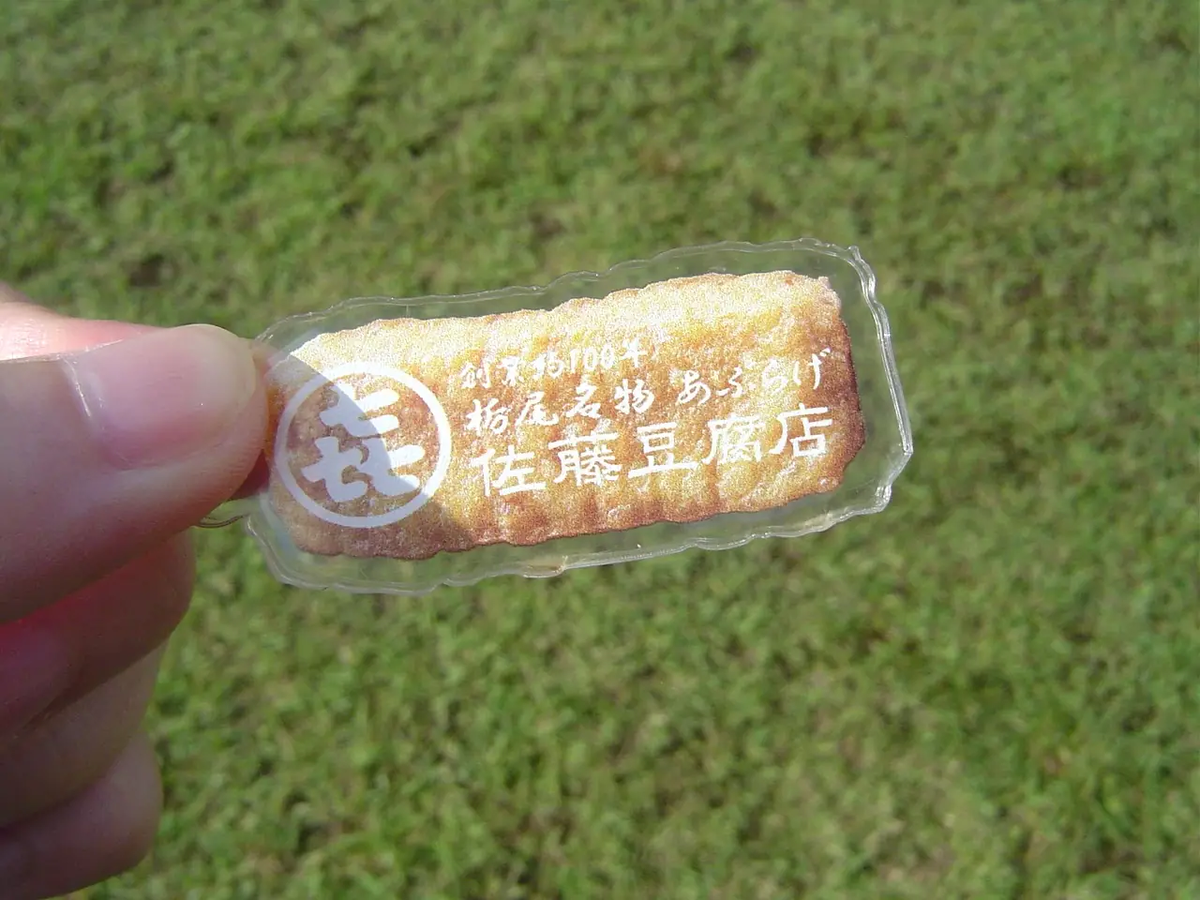 㐂
創業約100年
栃尾名物 あぶらげ
佐藤豆腐店